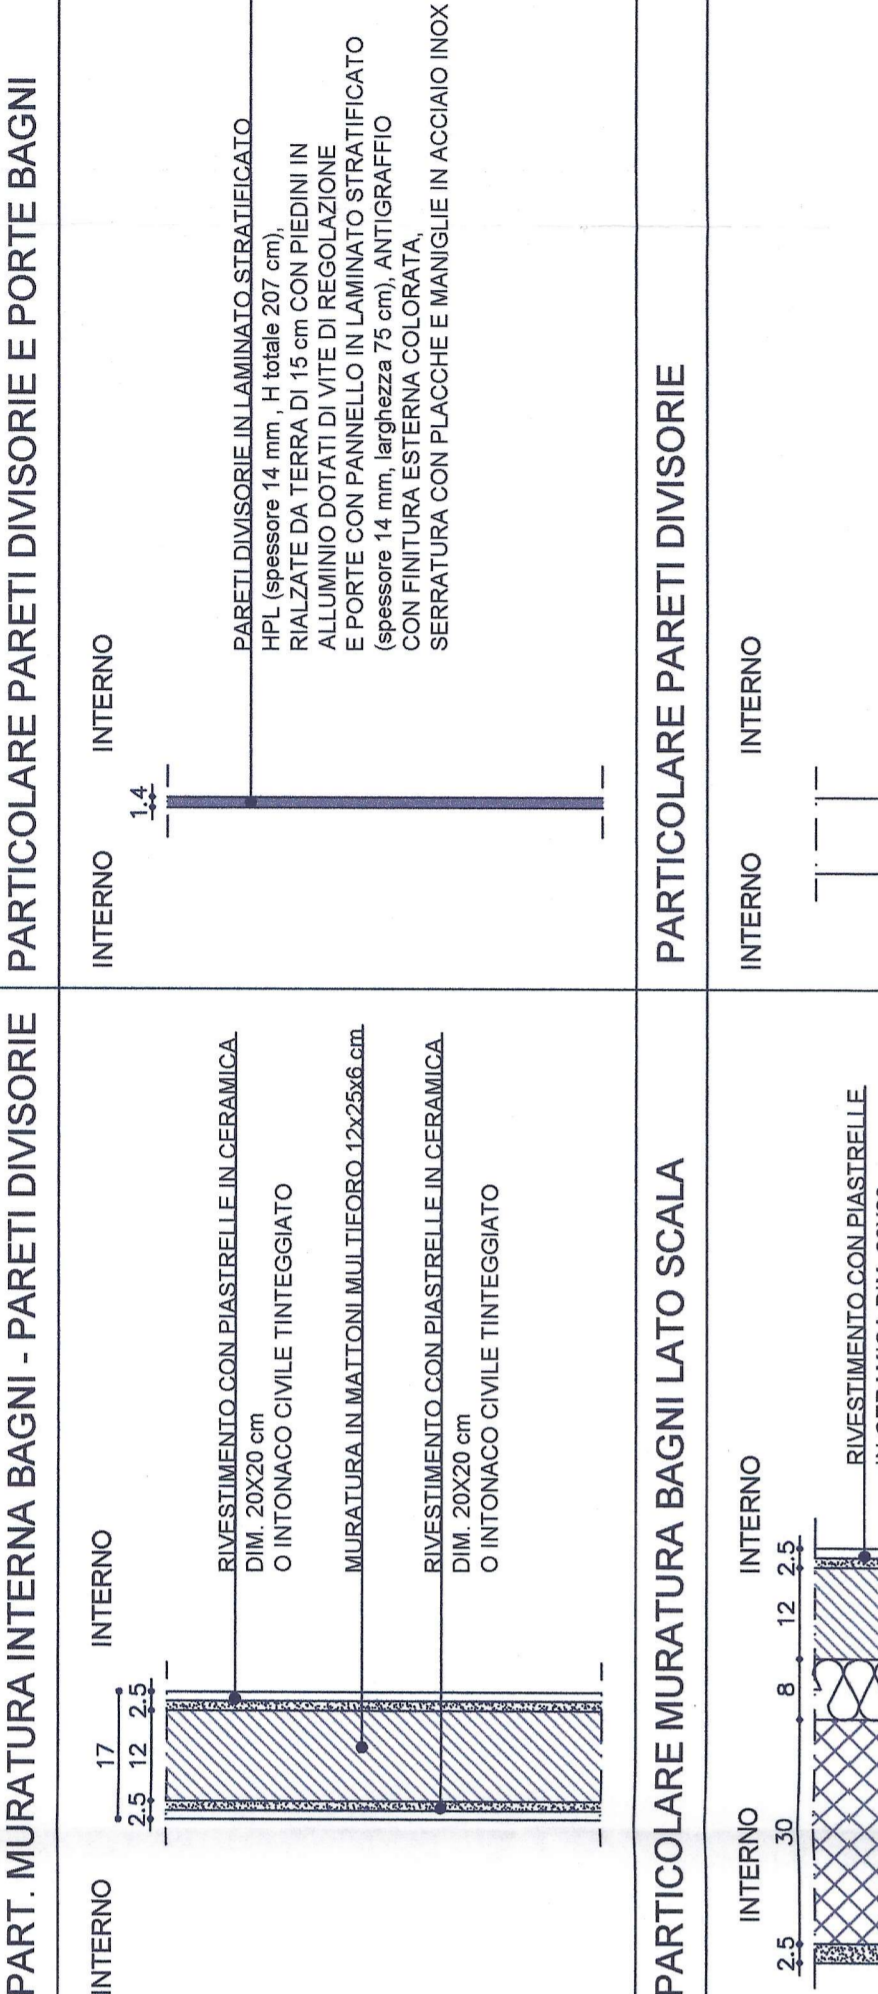 PART. MURATURA INTERNA BAGNI - PARETI DIVISORIE
INTERNO
INTERNO
17
2.5 12 2.5
RIVESTIMENTO CON PIASTRELLE IN CERAMICA
DIM. 20X20 cm
O INTONACO CIVILE TINTEGGIATO
MURATURA IN MATTONI MULTIFORO 12x25x6 cm
RIVESTIMENTO CON PIASTRELLE IN CERAMICA
DIM. 20X20 cm
O INTONACO CIVILE TINTEGGIATO
PARTICOLARE PARETI DIVISORIE E PORTE BAGNI
INTERNO
INTERNO
1.4
PARETI DIVISORIE IN LAMINATO STRATIFICATO
HPL (spessore 14 mm , H totale 207 cm),
RIALZATE DA TERRA DI 15 cm CON PIEDINI IN
ALLUMINIO DOTATI DI VITE DI REGOLAZIONE
E PORTE CON PANNELLO IN LAMINATO STRATIFICATO
(spessore 14 mm, larghezza 75 cm), ANTIGRAFFIO
CON FINITURA ESTERNA COLORATA,
SERRATURA CON PLACCHE E MANIGLIE IN ACCIAIO INOX
PARTICOLARE MURATURA BAGNI LATO SCALA
INTERNO
INTERNO
2.5 30 8 12 2.5
RIVESTIMENTO CON PIASTRELLE
PARTICOLARE PARETI DIVISORIE
INTERNO
INTERNO